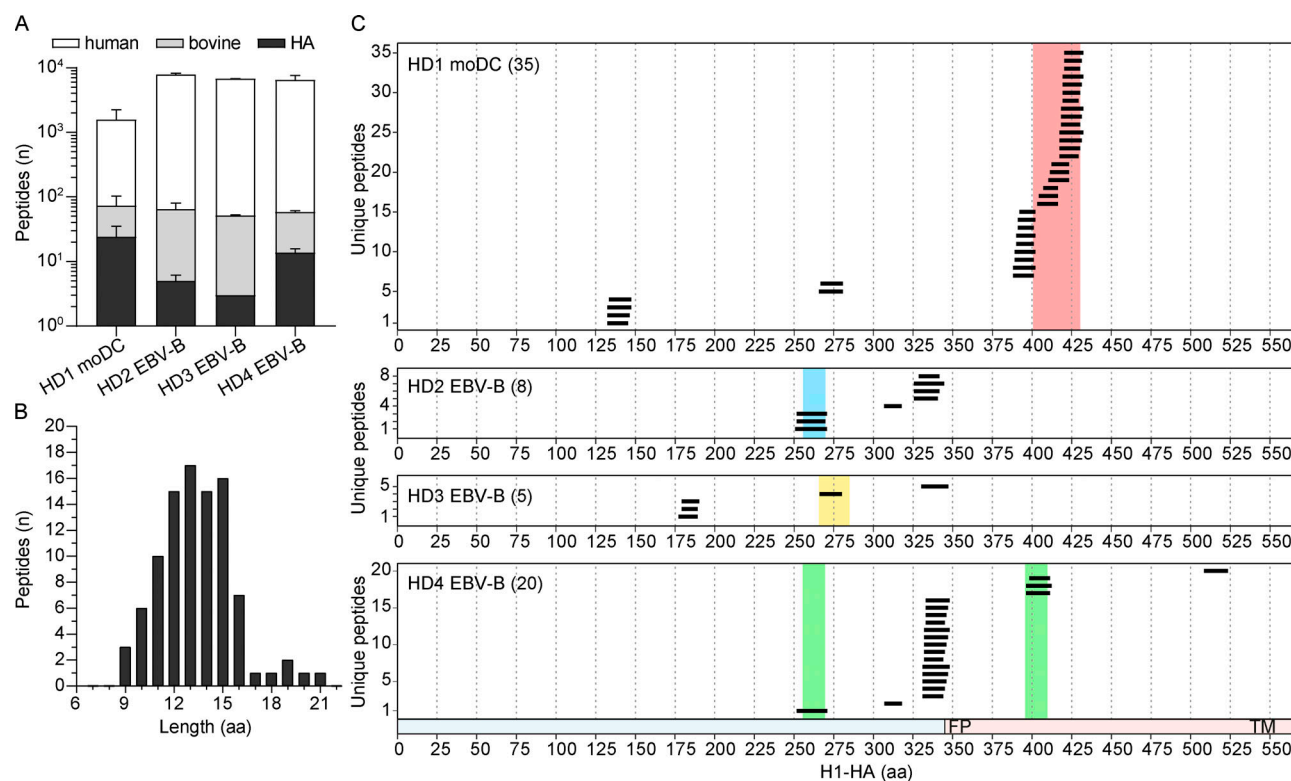 A
human bovine HA
10⁴
10³
10²
10¹
10⁰
Peptides (n)
HD1 moDC
HD2 EBV-B
HD3 EBV-B
HD4 EBV-B
B
20
18
16
14
12
10
8
6
4
2
0
Peptides (n)
6 9 12 15 18 21
Length (aa)
C
HD1 moDC (35)
35
30
25
20
15
10
5
1
Unique peptides
0 25 50 75 100 125 150 175 200 225 250 275 300 325 350 375 400 425 450 475 500 525 550
HD2 EBV-B (8)
8
6
4
1
Unique peptides
0 25 50 75 100 125 150 175 200 225 250 275 300 325 350 375 400 425 450 475 500 525 550
HD3 EBV-B (5)
5
1
Unique peptides
0 25 50 75 100 125 150 175 200 225 250 275 300 325 350 375 400 425 450 475 500 525 550
HD4 EBV-B (20)
20
15
10
5
1
Unique peptides
FP TM
0 25 50 75 100 125 150 175 200 225 250 275 300 325 350 375 400 425 450 475 500 525 550
H1-HA (aa)